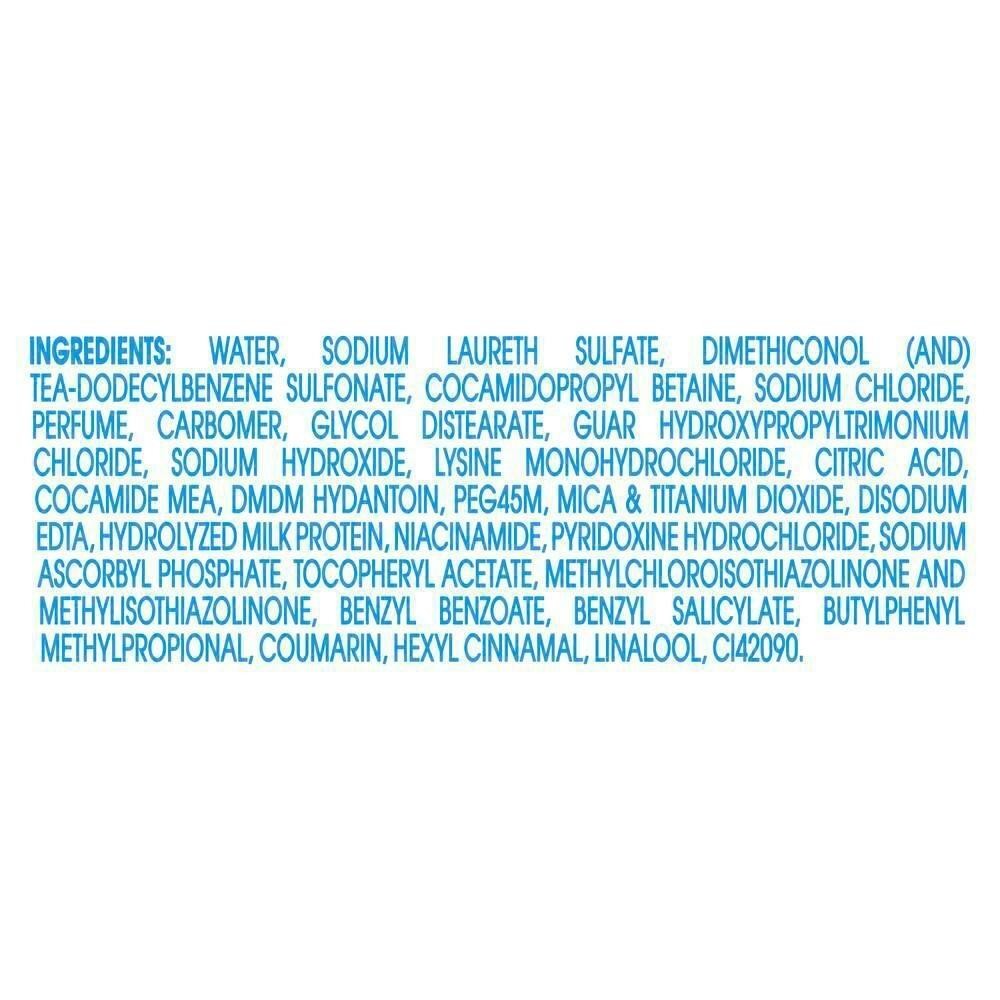 INGREDIENTS: WATER, SODIUM LAURETH SULFATE, DIMETHICONOL (AND)
TEA-DODECYLBENZENE SULFONATE, COCAMIDOPROPYL BETAINE, SODIUM CHLORIDE,
PERFUME, CARBOMER, GLYCOL DISTEARATE, GUAR HYDROXYPROPYLTRIMONIUM
CHLORIDE, SODIUM HYDROXIDE, LYSINE MONOHYDROCHLORIDE, CITRIC ACID,
COCAMIDE MEA, DMDM HYDANTOIN, PEG45M, MICA & TITANIUM DIOXIDE, DISODIUM
EDTA, HYDROLYZED MILK PROTEIN, NIACINAMIDE, PYRIDOXINE HYDROCHLORIDE, SODIUM
ASCORBYL PHOSPHATE, TOCOPHERYL ACETATE, METHYLCHLOROISOTHIAZOLINONE AND
METHYLISOTHIAZOLINONE, BENZYL BENZOATE, BENZYL SALICYLATE, BUTYLPHENYL
METHYLPROPIONAL, COUMARIN, HEXYL CINNAMAL, LINALOOL, CI42090.